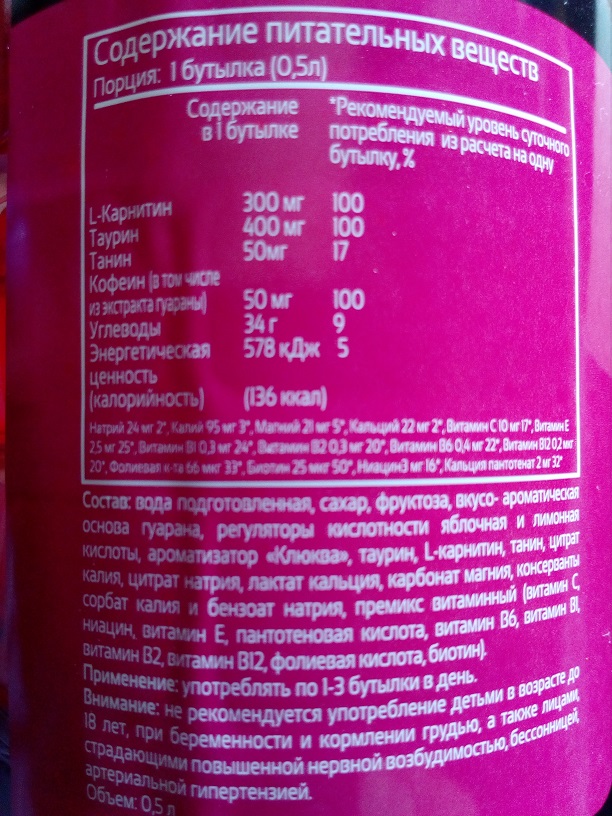 Содержание питательных веществ
Порция: 1 бутылка (0,5л)
Содержание в 1 бутылке
*Рекомендуемый уровень суточного потребления из расчета на одну бутылку, %
L-Карнитин 300 мг 100
Таурин 400 мг 100
Танин 50мг 17
Кофеин (в том числе
из экстракта гуараны) 50 мг 100
Углеводы 34 г 9
Энергетическая 578 кДж 5
ценность
(калорийность) (136 ккал)
Натрий 24 мг 2*, Калий 95 мг 3*, Магний 21 мг 5*, Кальций 22 мг 2*, Витамин C 10 мг 17*, Витамин E
2,5 мг 25*, Витамин B1 0,3 мг 24*, Витамин B2 0,3 мг 20*, Витамин B6 0,4 мг 22*, Витамин B12 0,2 мкг
20*, Фолиевая к-та 66 мкг 33*, Биотин 25 мкг 50*, Ниацин3 мг 16*, Кальция пантотенат 2 мг 32*
Состав: вода подготовленная, сахар, фруктоза, вкусо- ароматическая
основа гуарана, регуляторы кислотности яблочная и лимонная
кислоты, ароматизатор «Клюква», таурин, L-карнитин, танин, цитрат
калия, цитрат натрия, лактат кальция, карбонат магния, консерванты
сорбат калия и бензоат натрия, премикс витаминный (витамин C,
ниацин, витамин E, пантотеновая кислота, витамин B6, витамин B1,
витамин B2, витамин B12, фолиевая кислота, биотин).
Применение: употреблять по 1-3 бутылки в день.
Внимание: не рекомендуется употребление детьми в возрасте до
18 лет, при беременности и кормлении грудью, а также лицами,
страдающими повышенной нервной возбудимостью, бессонницей,
артериальной гипертензией.
Объем: 0,5 л